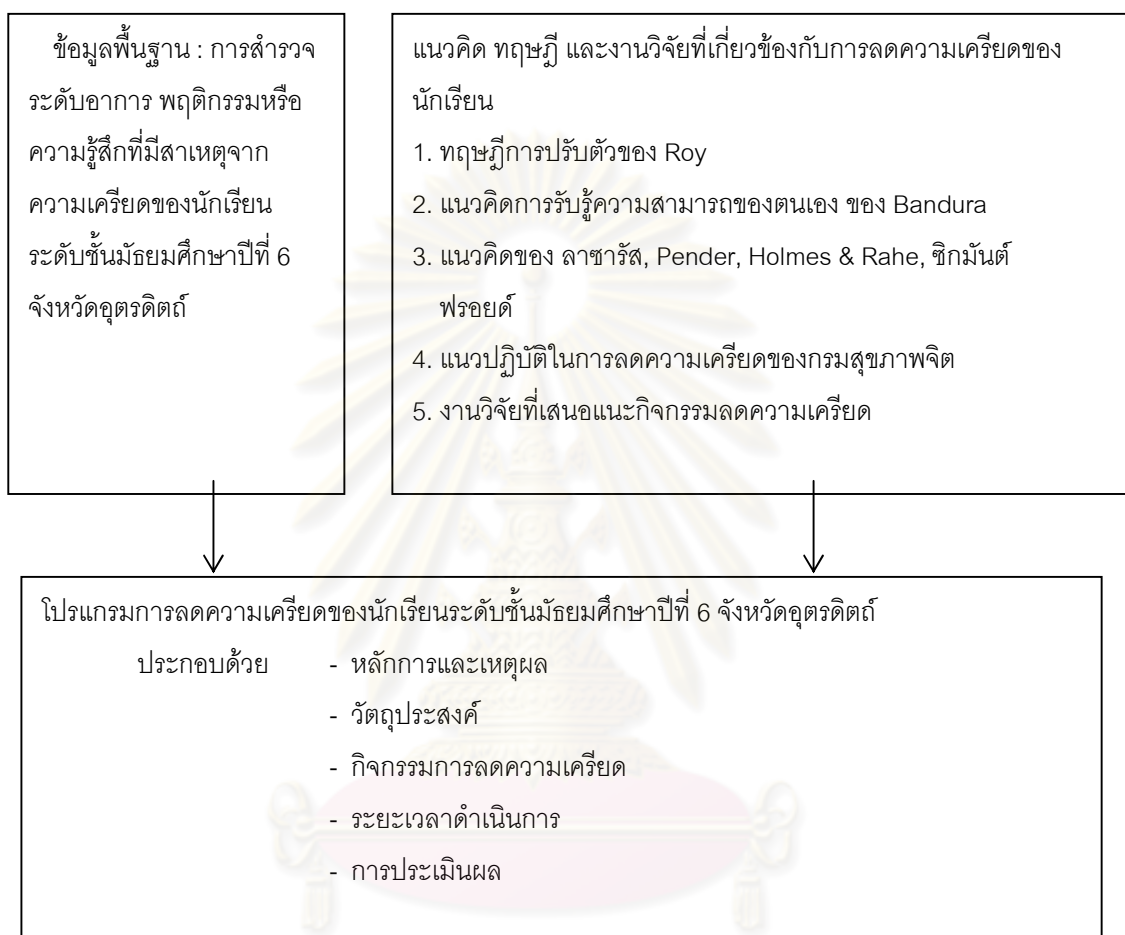 ข้อมูลพื้นฐาน : การสำรวจ
ระดับอาการ พฤติกรรมหรือ
ความรู้สึกที่มีสาเหตุจาก
ความเครียดของนักเรียน
ระดับชั้นมัธยมศึกษาปีที่ 6
จังหวัดอุตรดิตถ์
แนวคิด ทฤษฎี และงานวิจัยที่เกี่ยวข้องกับการลดความเครียดของ
นักเรียน
1. ทฤษฎีการปรับตัวของ Roy
2. แนวคิดการรับรู้ความสามารถของตนเอง ของ Bandura
3. แนวคิดของ ลาซารัส, Pender, Holmes & Rahe, ซิกมันต์
ฟรอยด์
4. แนวปฏิบัติในการลดความเครียดของกรมสุขภาพจิต
5. งานวิจัยที่เสนอแนะกิจกรรมลดความเครียด
โปรแกรมการลดความเครียดของนักเรียนระดับชั้นมัธยมศึกษาปีที่ 6 จังหวัดอุตรดิตถ์
ประกอบด้วย - หลักการและเหตุผล
- วัตถุประสงค์
- กิจกรรมการลดความเครียด
- ระยะเวลาดำเนินการ
- การประเมินผล